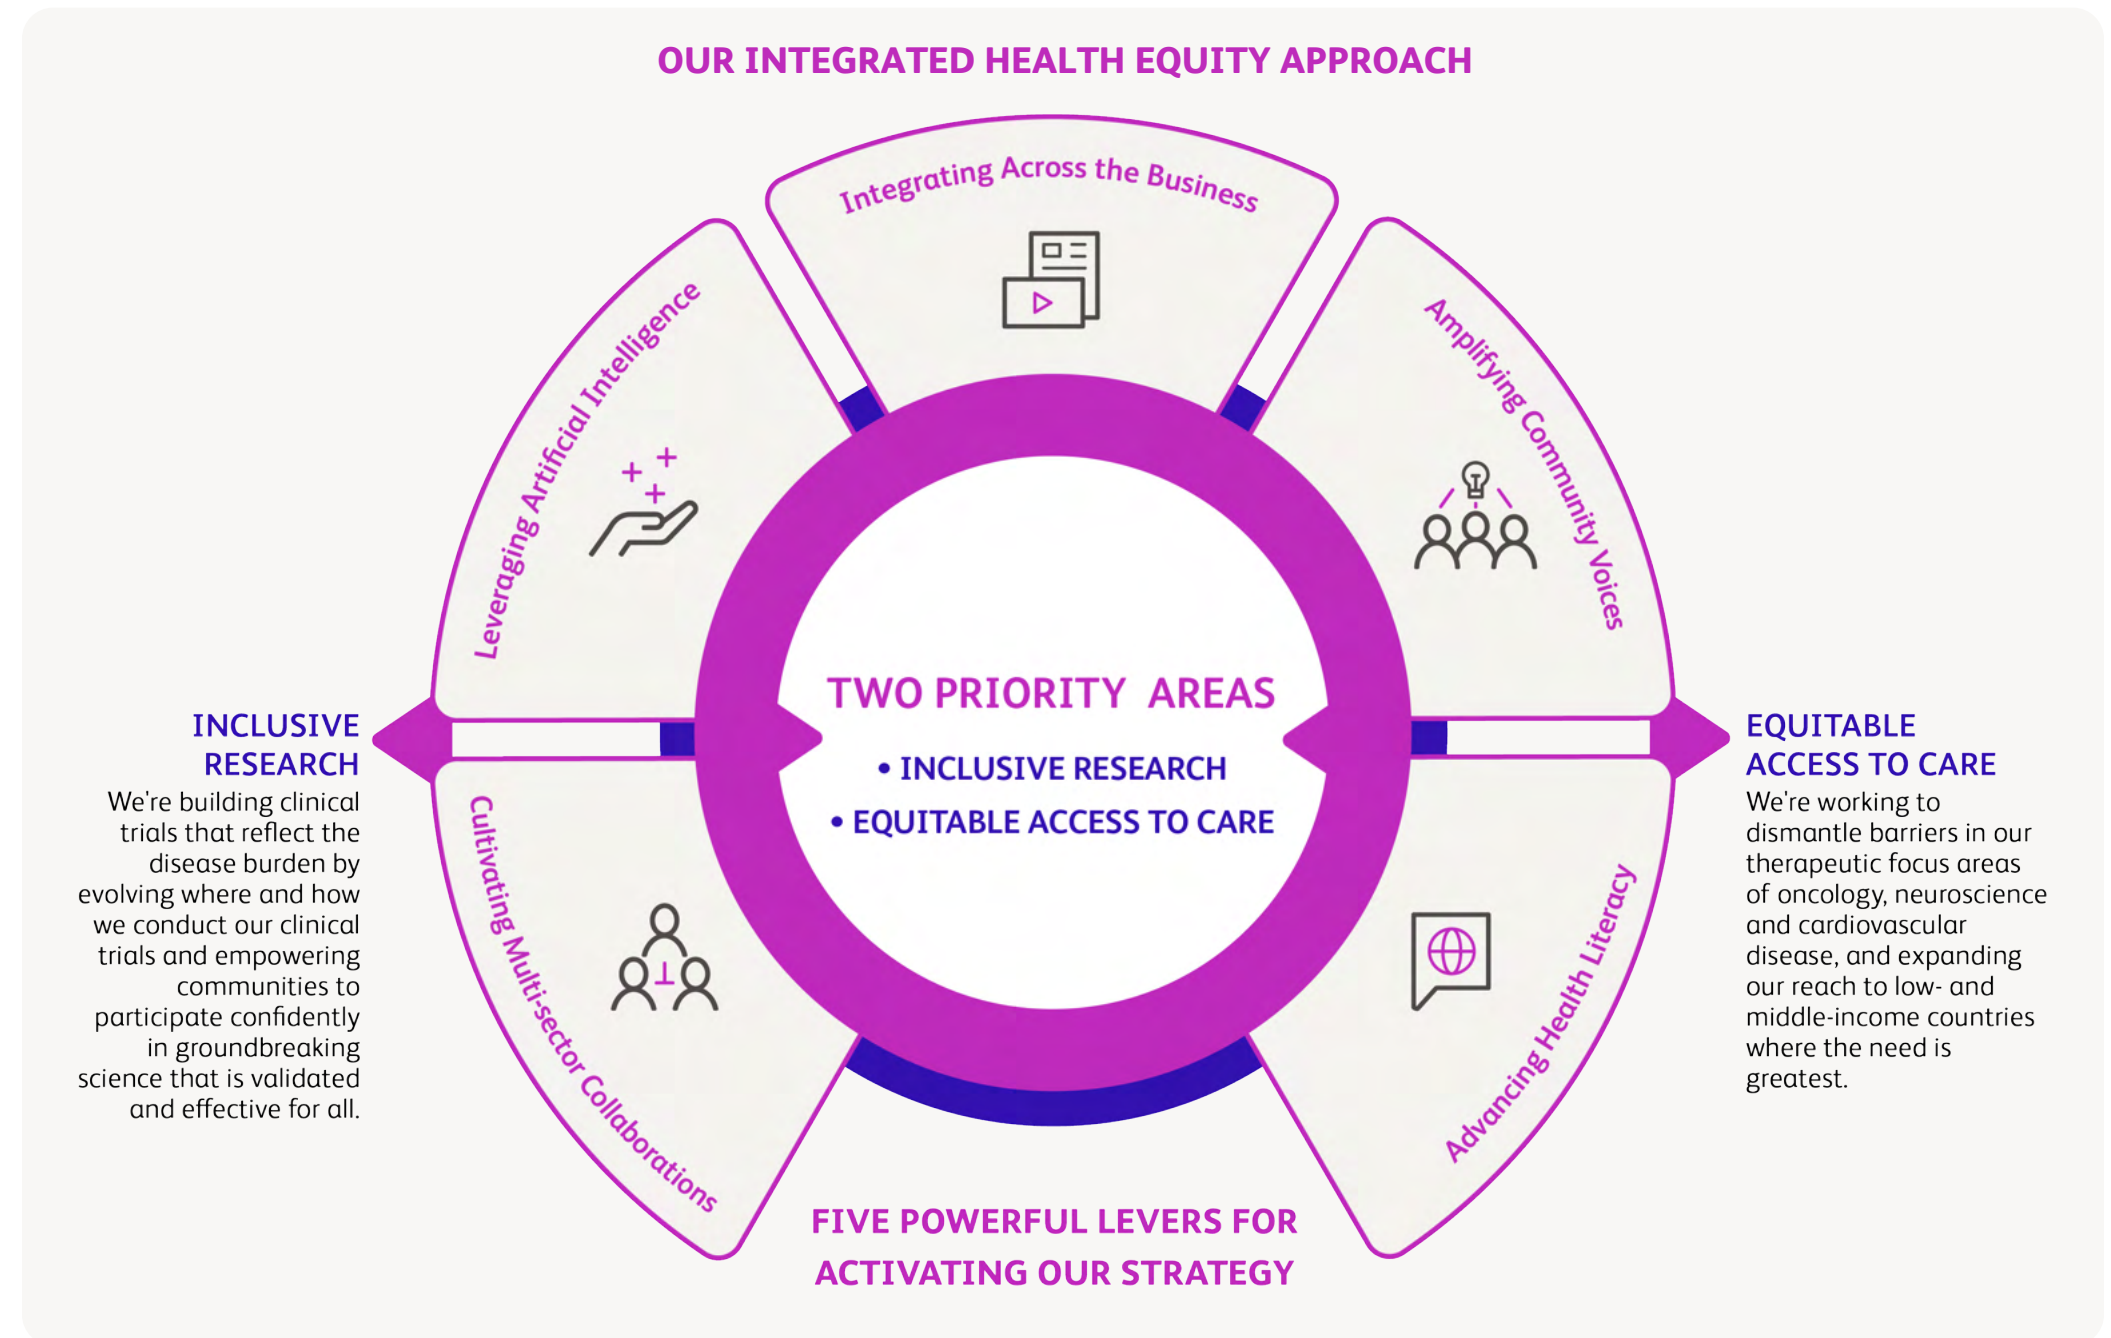 OUR INTEGRATED HEALTH EQUITY APPROACH
Integrating Across the Business
Leveraging Artificial Intelligence
Amplifying Community Voices
Cultivating Multi-sector Collaborations
Advancing Health Literacy
TWO PRIORITY AREAS
• INCLUSIVE RESEARCH
• EQUITABLE ACCESS TO CARE
INCLUSIVE
RESEARCH
We're building clinical
trials that reflect the
disease burden by
evolving where and how
we conduct our clinical
trials and empowering
communities to
participate confidently
in groundbreaking
science that is validated
and effective for all.
EQUITABLE
ACCESS TO CARE
We're working to
dismantle barriers in our
therapeutic focus areas
of oncology, neuroscience
and cardiovascular
disease, and expanding
our reach to low- and
middle-income countries
where the need is
greatest.
FIVE POWERFUL LEVERS FOR
ACTIVATING OUR STRATEGY